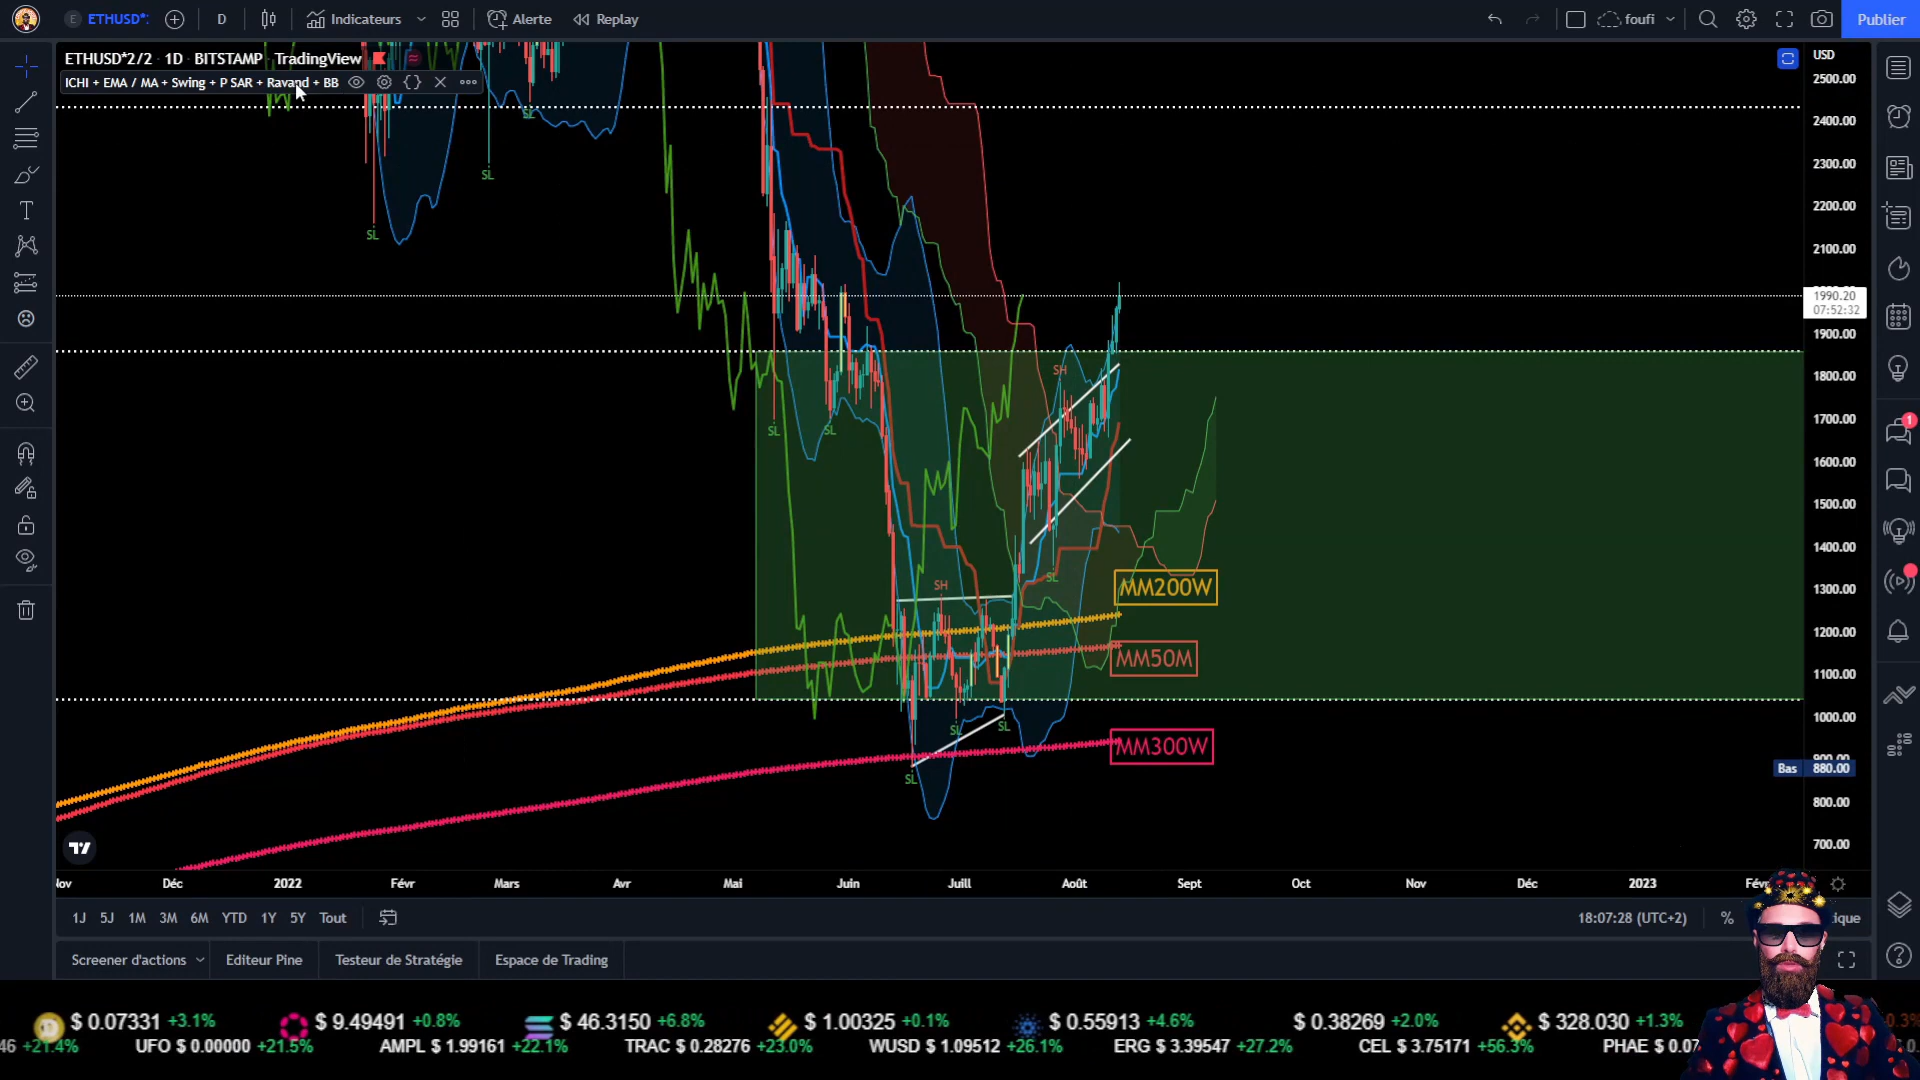 E ETHUSD*: D Indicateurs Alerte Replay foufi Publier
ETHUSD*2/2 · 1D · BITSTAMP TradingView
ICHI + EMA / MA + Swing + P SAR + Ravand + BB
USD
2500.00
2400.00
2300.00
2200.00
2100.00
1990.20
07:52:32
1900.00
1800.00
1700.00
1600.00
1500.00
1400.00
1300.00
1200.00
1100.00
1000.00
Bas 880.00
800.00
700.00
SL
SL
SL
SL
SL
SH
SL
SH
SL
SL
SL
MM200W
MM50M
MM300W
Nov Déc 2022 Févr Mars Avr Mai Juin Juill Août Sept Oct Nov Déc 2023 Fév
1J 5J 1M 3M 6M YTD 1Y 5Y Tout 18:07:28 (UTC+2) %
Screener d'actions Editeur Pine Testeur de Stratégie Espace de Trading
$ 0.07331 +3.1% $ 9.49491 +0.8% $ 46.3150 +6.8% $ 1.00325 +0.1% $ 0.55913 +4.6% $ 0.38269 +2.0% $ 328.030 +1.3%
46 +21.4% UFO $ 0.00000 +21.5% AMPL $ 1.99161 +22.1% TRAC $ 0.28276 +23.0% WUSD $ 1.09512 +26.1% ERG $ 3.39547 +27.2% CEL $ 3.75171 +56.3% PHAE $ 0.07